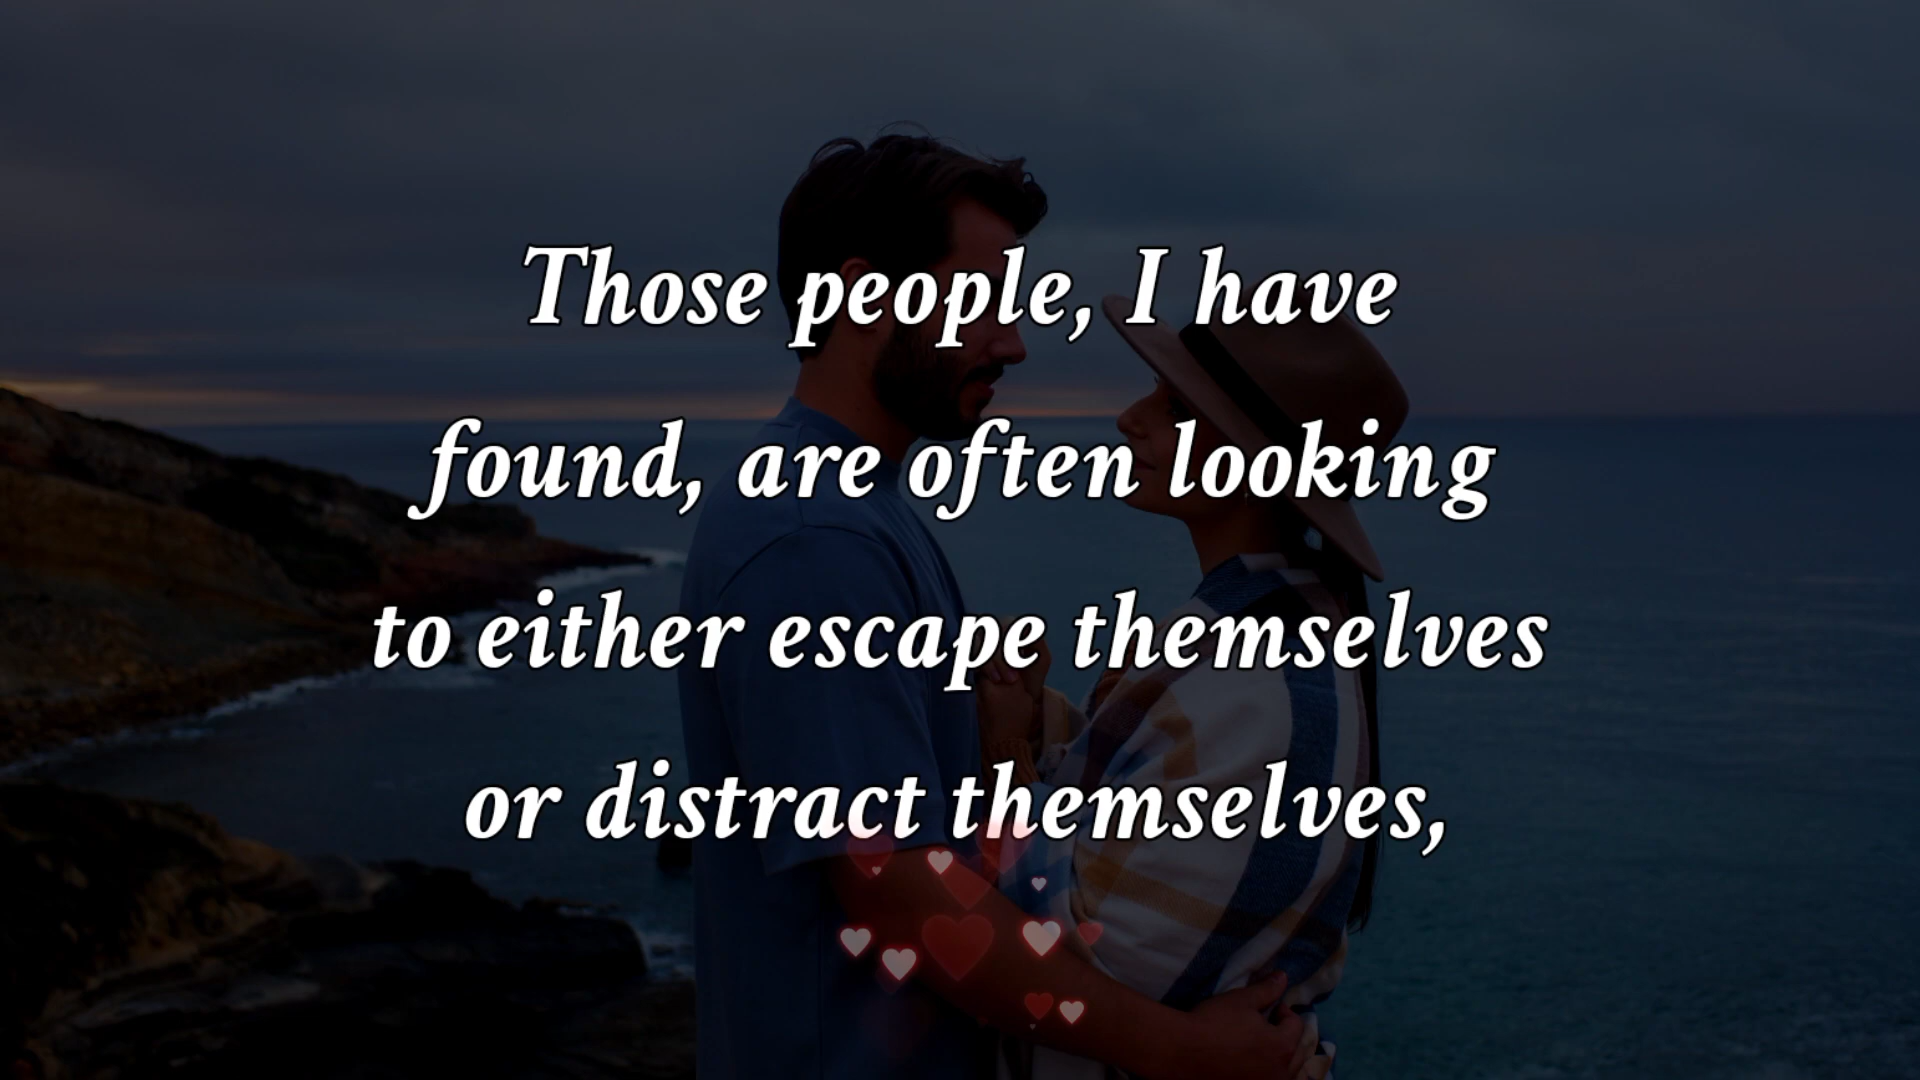 Those people, I have
found, are often looking
to either escape themselves
or distract themselves,